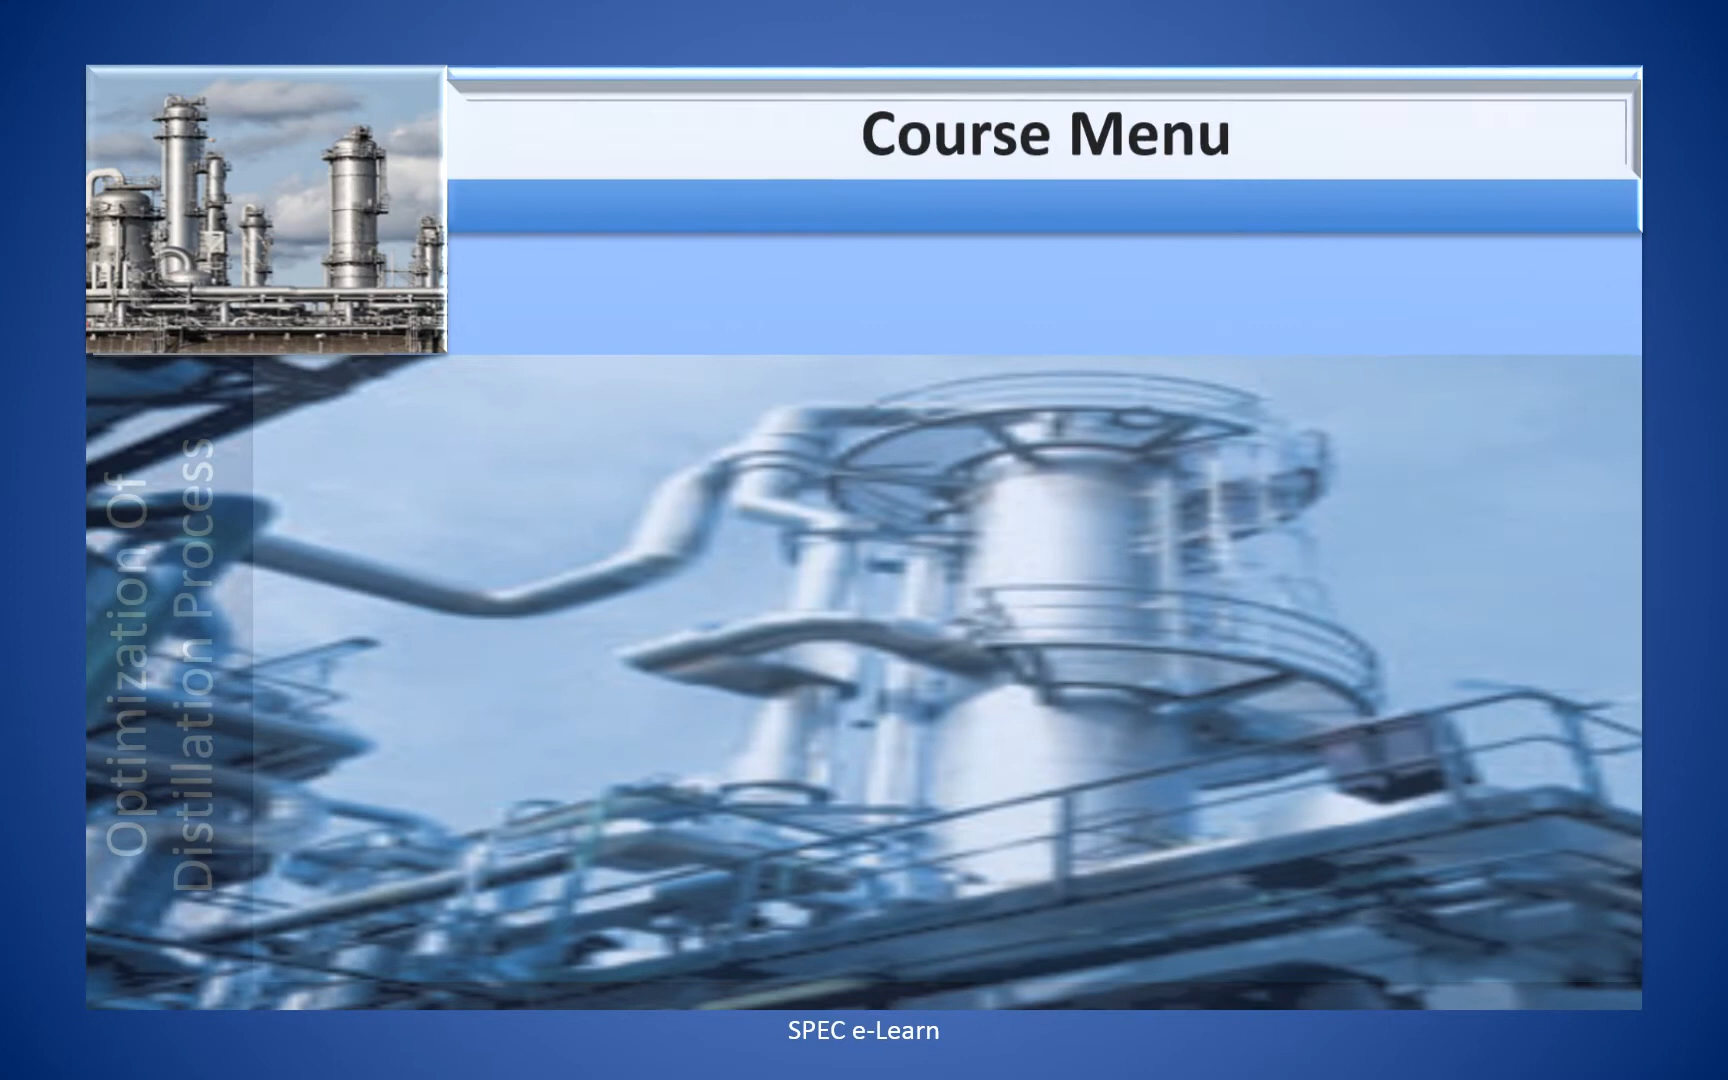 Course Menu
Optimization Of
Distillation Process
SPEC e-Learn